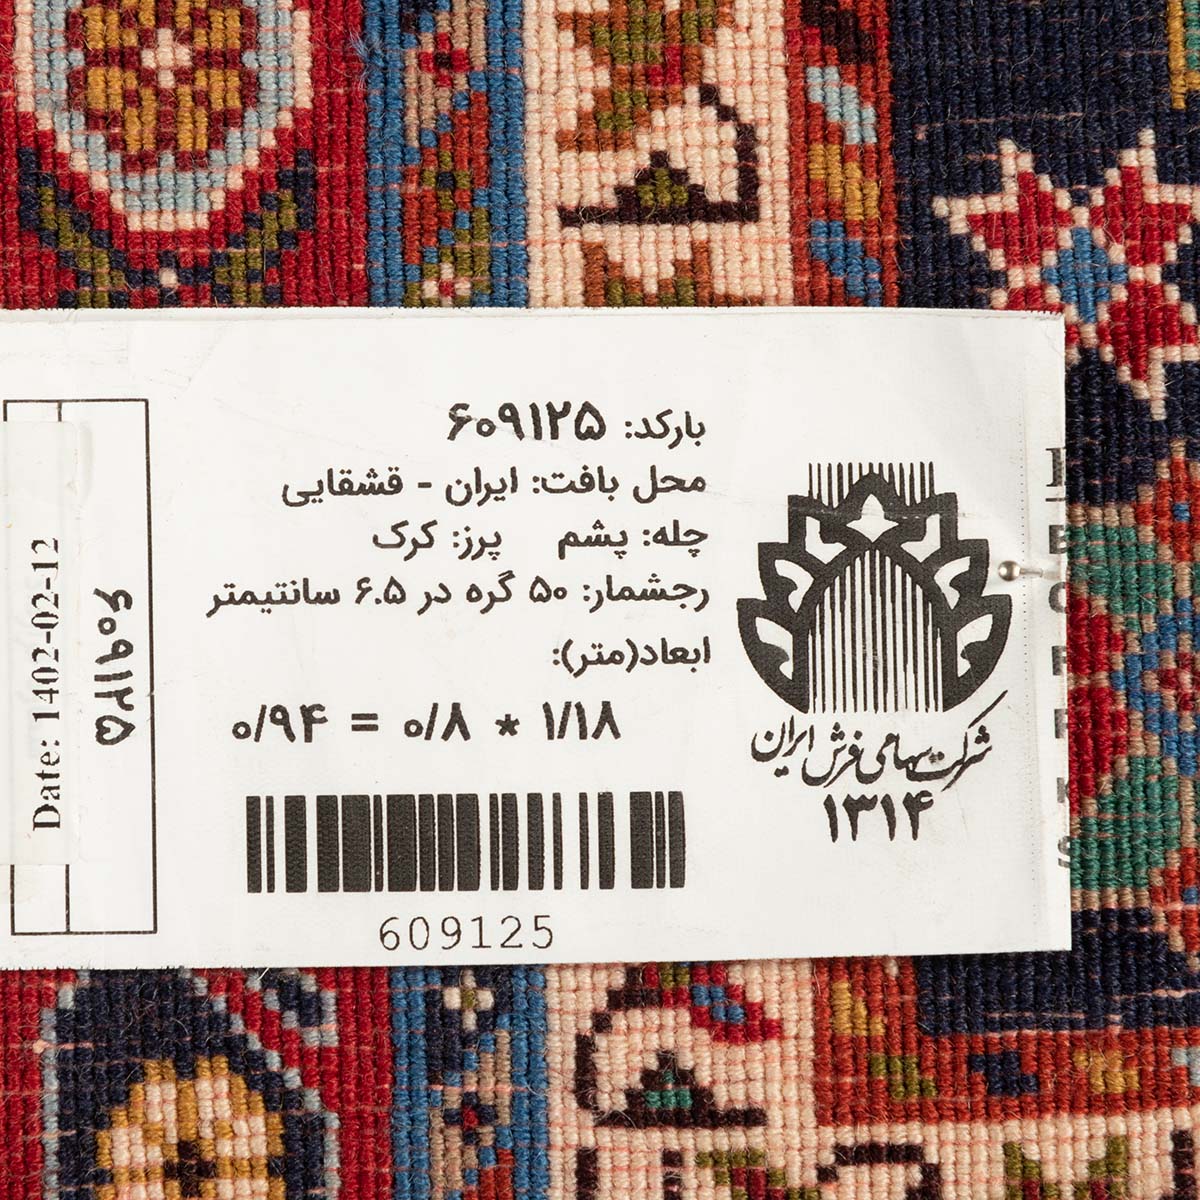 بارکد: ۶۰۹۱۲۵
محل بافت: ایران - قشقایی
چله: پشم    پرز: کرک
رجشمار: ۵۰ گره در ۶.۵ سانتیمتر
ابعاد(متر):
۰/۹۴ = ۰/۸ * ۱/۱۸
609125
شرکت سهامی فرش ایران
۱۳۱۴
۶۰۹۱۲۵
Date: 1402-02-12